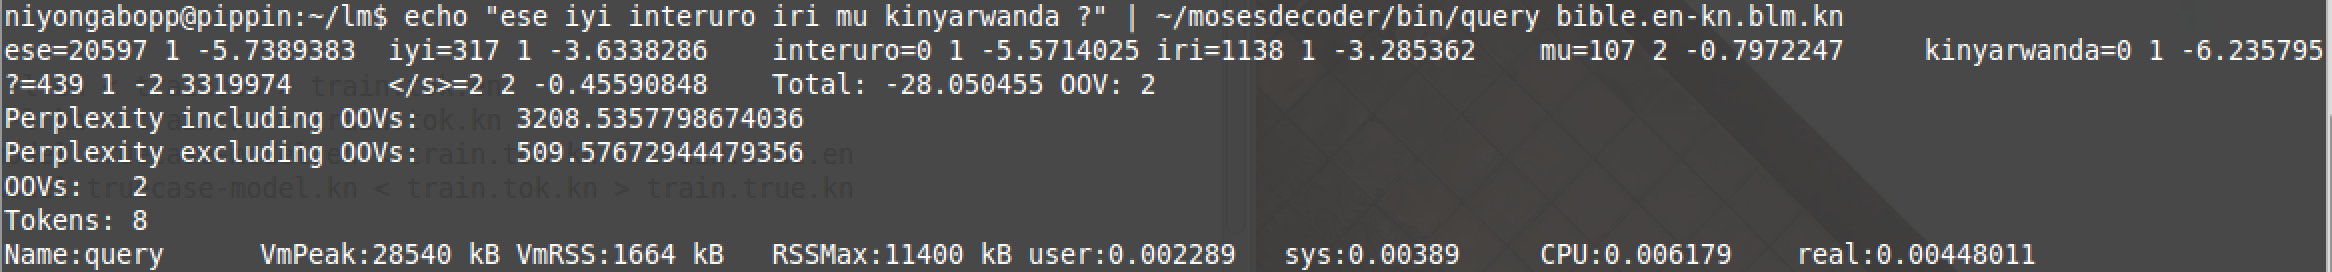 niyongabopp@pippin:~/lm$ echo "ese iyi interuro iri mu kinyarwanda ?" | ~/mosesdecoder/bin/query bible.en-kn.blm.kn
ese=20597 1 -5.7389383 iyi=317 1 -3.6338286 interuro=0 1 -5.5714025 iri=1138 1 -3.285362 mu=107 2 -0.7972247 kinyarwanda=0 1 -6.235795
?=439 1 -2.3319974 </s>=2 2 -0.45590848 Total: -28.050455 OOV: 2
Perplexity including OOVs: 3208.5357798674036
Perplexity excluding OOVs: 509.57672944479356
OOVs: 2
Tokens: 8
Name:query VmPeak:28540 kB VmRSS:1664 kB RSSMax:11400 kB user:0.002289 sys:0.00389 CPU:0.006179 real:0.00448011